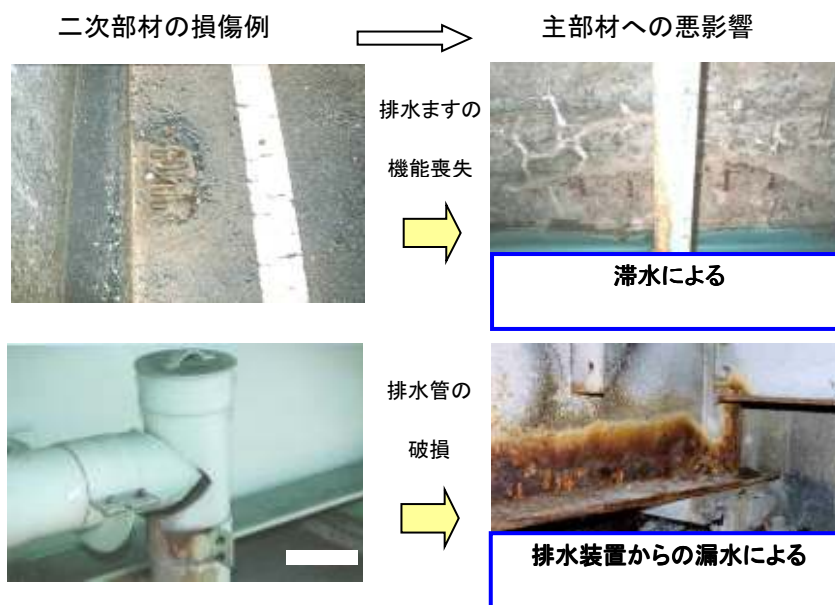 二次部材の損傷例
主部材への悪影響
排水ますの
機能喪失
滞水による
排水管の
破損
排水装置からの漏水による